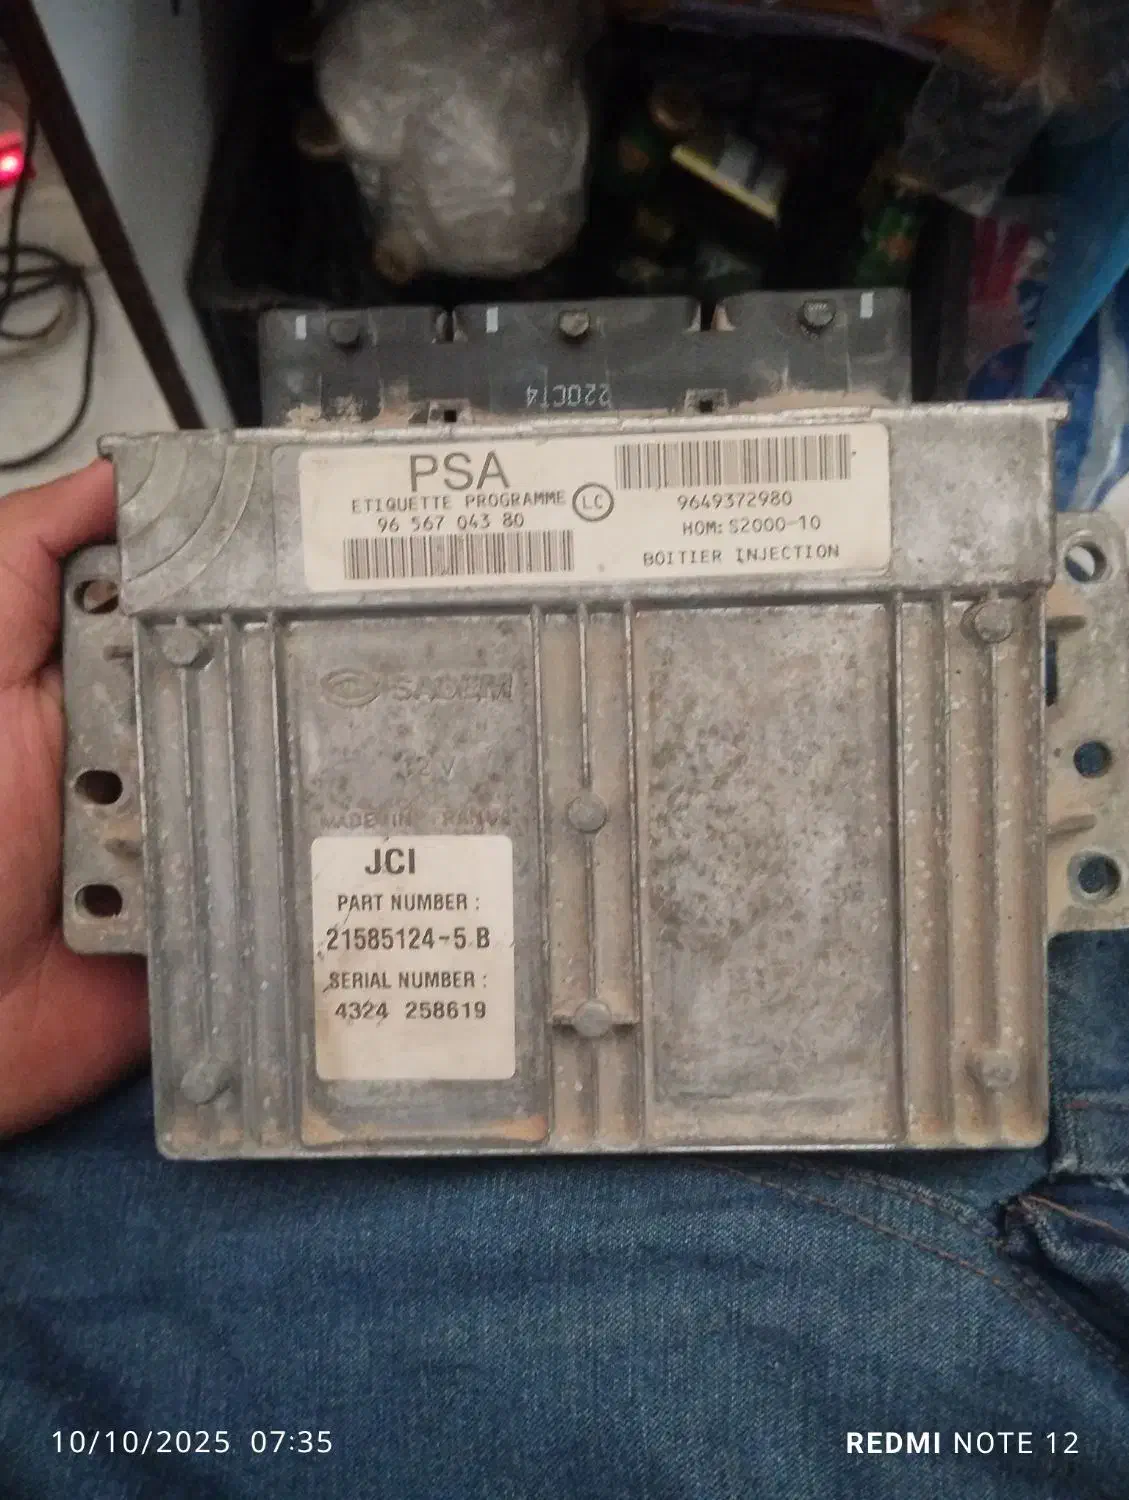 22OCT4
PSA
ETIQUETTE PROGRAMME
96 567 043 80
LC
9649372980
HOM: S2000-10
BOITIER INJECTION
SAGEM
12 V
MADE IN FRANCE
JCI
PART NUMBER :
21585124-5 B
SERIAL NUMBER :
4324 258619
10/10/2025 07:35
REDMI NOTE 12